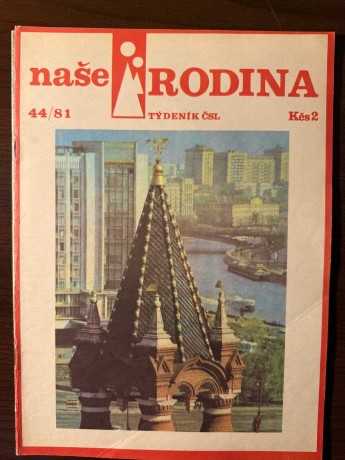 naše RODINA
44/81 TÝDENÍK ČSL Kčs2